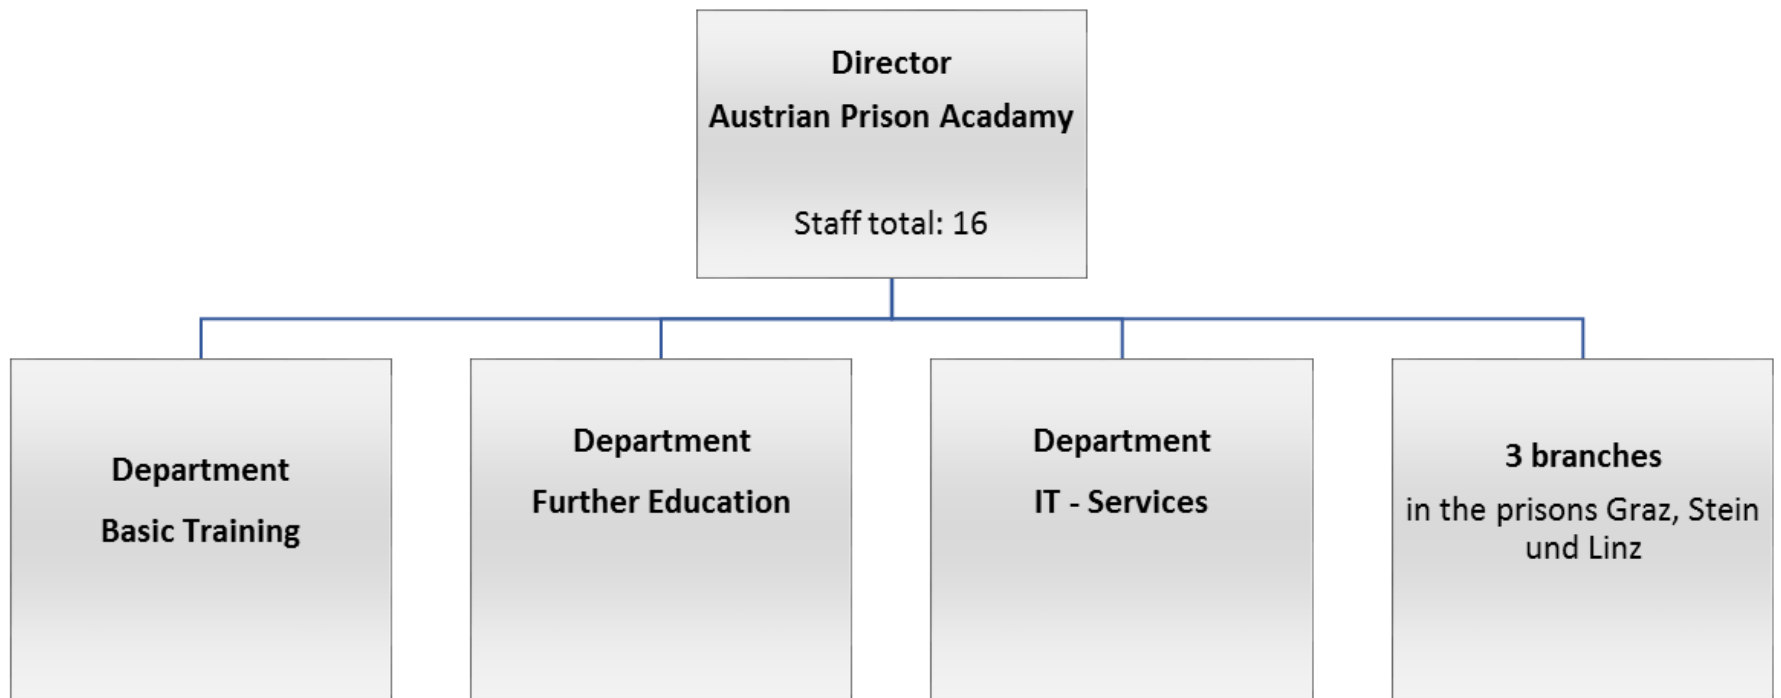 Director
Austrian Prison Acadamy
Staff total: 16
Department
Basic Training
Department
Further Education
Department
IT - Services
3 branches
in the prisons Graz, Stein
und Linz